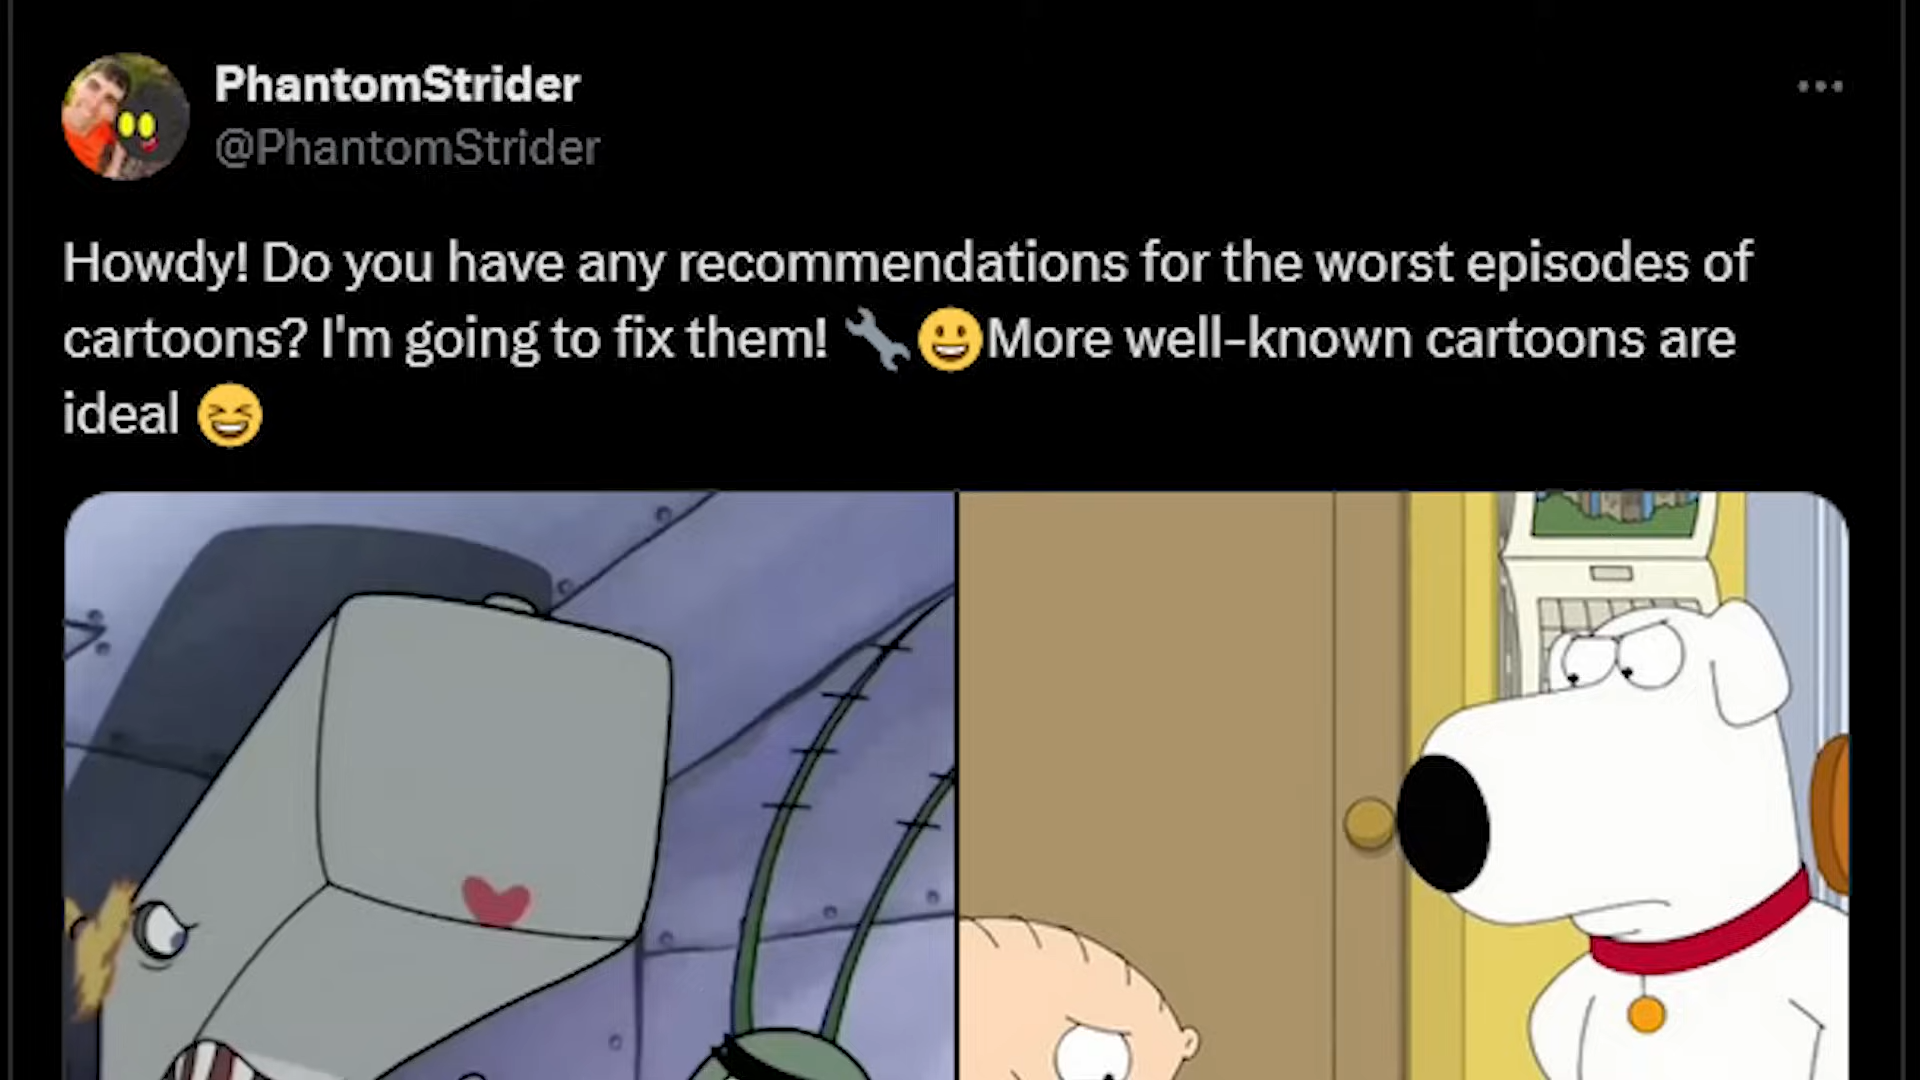 PhantomStrider
@PhantomStrider
Howdy! Do you have any recommendations for the worst episodes of
cartoons? I'm going to fix them! 🔧😀More well-known cartoons are
ideal 😆